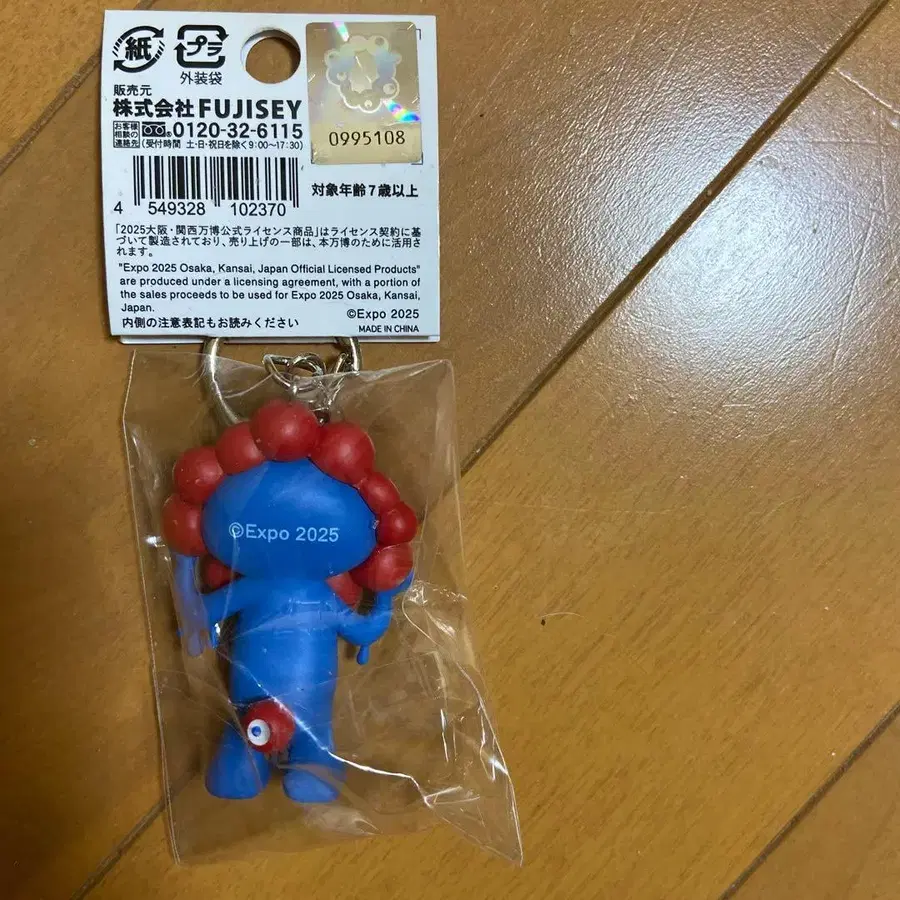 紙 プラ
外装袋
販売元
株式会社FUJISEY
お客様相談の連絡先 0120-32-6115
(受付時間 土・日・祝日を除く9:00〜17:30)
0995108
4 549328 102370
対象年齢7歳以上
「2025大阪・関西万博公式ライセンス商品」はライセンス契約に基
づいて製造されており、売り上げの一部は、本万博のために活用さ
れます。
"Expo 2025 Osaka, Kansai, Japan Official Licensed Products"
are produced under a licensing agreement, with a portion of
the sales proceeds to be used for Expo 2025 Osaka, Kansai,
Japan.
©Expo 2025
内側の注意表記もお読みください
MADE IN CHINA
©Expo 2025